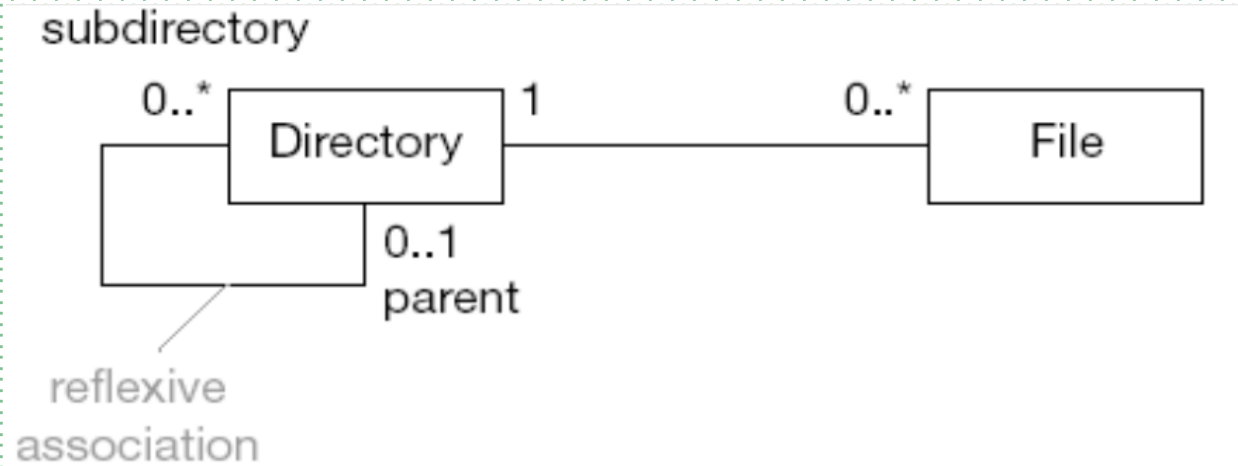 subdirectory
0..*
Directory
1
0..*
File
0..1
parent
reflexive
association